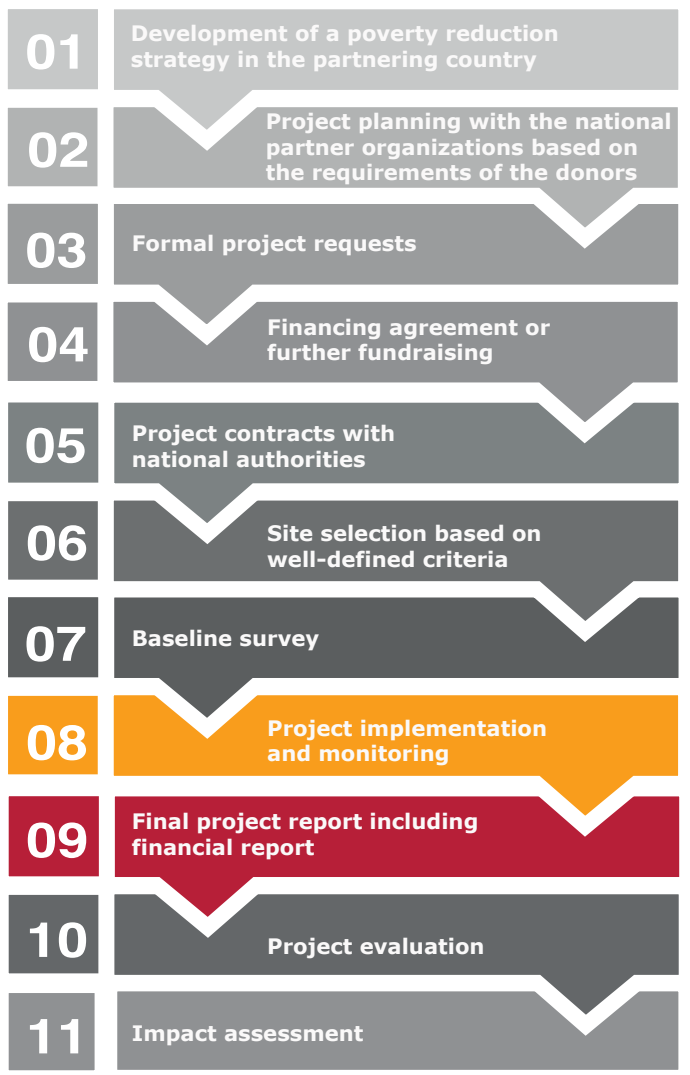 01
Development of a poverty reduction
strategy in the partnering country
02
Project planning with the national
partner organizations based on
the requirements of the donors
03
Formal project requests
04
Financing agreement or
further fundraising
05
Project contracts with
national authorities
06
Site selection based on
well-defined criteria
07
Baseline survey
08
Project implementation
and monitoring
09
Final project report including
financial report
10
Project evaluation
11
Impact assessment